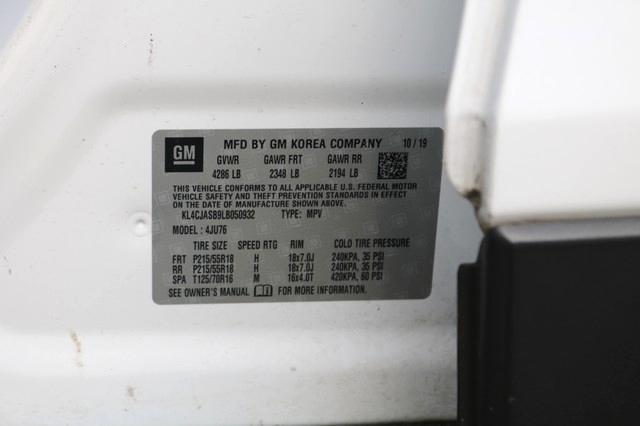 GM MFD BY GM KOREA COMPANY 10/19
GVWR GAWR FRT GAWR RR
4286 LB 2348 LB 2194 LB
THIS VEHICLE CONFORMS TO ALL APPLICABLE U.S. FEDERAL MOTOR
VEHICLE SAFETY AND THEFT PREVENTION STANDARDS IN EFFECT
ON THE DATE OF MANUFACTURE SHOWN ABOVE.
KL4CJASB9LB050932 TYPE: MPV
MODEL: 4JU76
TIRE SIZE SPEED RTG RIM COLD TIRE PRESSURE
FRT P215/55R18 H 18x7.0J 240KPA, 35 PSI
RR P215/55R18 H 18x7.0J 240KPA, 35 PSI
SPA T125/70R16 M 16x4.0T 420KPA, 60 PSI
SEE OWNER'S MANUAL FOR MORE INFORMATION.